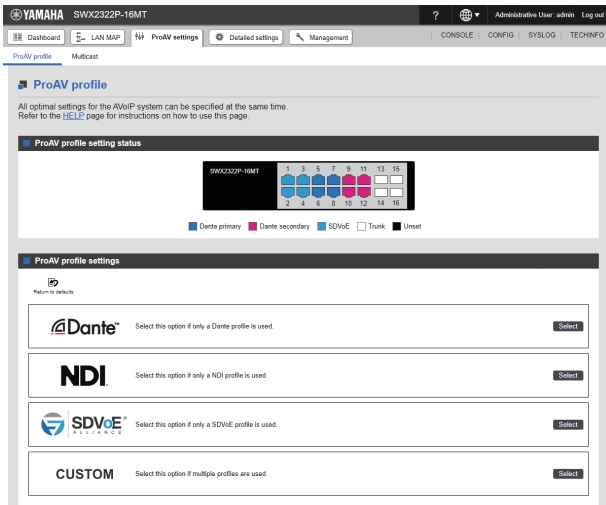 YAMAHA SWX2322P-16MT ? Administrative User: admin Log out
Dashboard LAN MAP ProAV settings Detailed settings Management CONSOLE CONFIG SYSLOG TECHINFO
ProAV profile Multicast
ProAV profile
All optimal settings for the AVoIP system can be specified at the same time.
Refer to the HELP page for instructions on how to use this page.
ProAV profile setting status
SWX2322P-16MT 1 3 5 7 9 11 13 15
2 4 6 8 10 12 14 16
Dante primary Dante secondary SDVoE Trunk Unset
ProAV profile settings
Return to defaults
Dante™ Select this option if only a Dante profile is used. Select
NDI. Select this option if only a NDI profile is used. Select
SDVoE® ALLIANCE Select this option if only a SDVoE profile is used. Select
CUSTOM Select this option if multiple profiles are used. Select